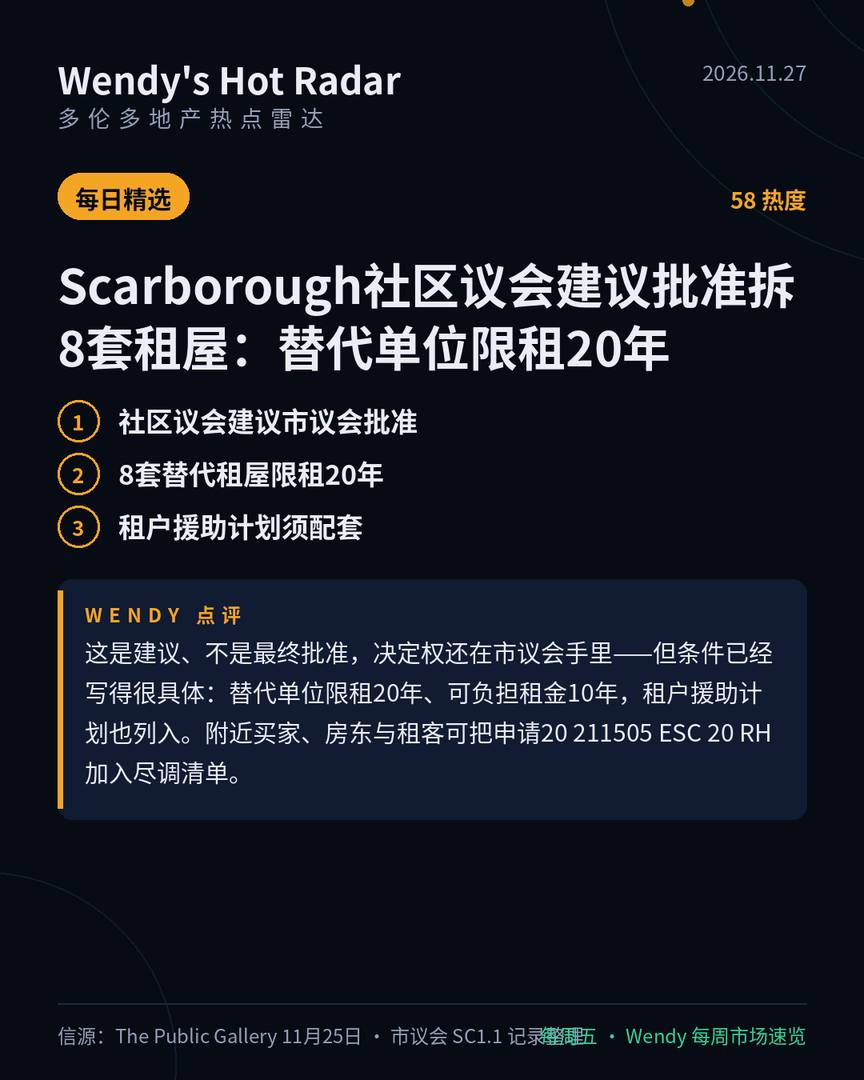 Wendy's Hot Radar
2026.11.27
多伦多地产热点雷达
每日精选
58 热度
Scarborough社区议会建议批准拆
8套租屋：替代单位限租20年
1 社区议会建议市议会批准
2 8套替代租屋限租20年
3 租户援助计划须配套
WENDY 点评
这是建议、不是最终批准，决定权还在市议会手里——但条件已经
写得很具体：替代单位限租20年、可负担租金10年，租户援助计
划也列入。附近买家、房东与租客可把申请20 211505 ESC 20 RH
加入尽调清单。
信源：The Public Gallery 11月25日 · 市议会 SC1.1 记录
每周五 · Wendy 每周市场速览